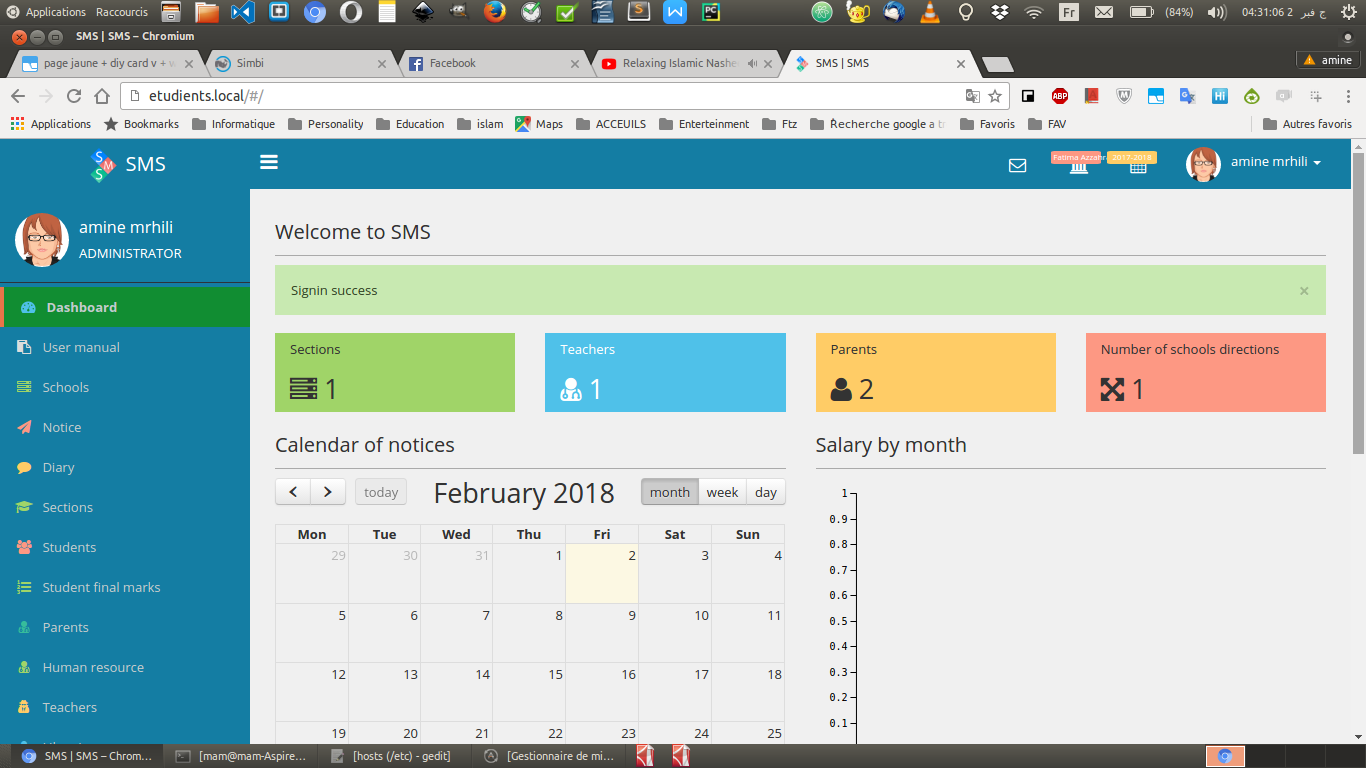 Applications Raccourcis
Fr (84%) 04:31:06 2 ج فبر
SMS | SMS – Chromium
page jaune + diy card v +
Simbi
Facebook
Relaxing Islamic Nashe
SMS | SMS
amine
etudients.local/#/
Applications Bookmarks Informatique Personality Education islam Maps ACCEUILS Enterteinment Ftz Recherche google a t Favoris FAV Autres favoris
SMS
Fatima Azzahr
2017-2018
amine mrhili
amine mrhili
ADMINISTRATOR
Dashboard
User manual
Schools
Notice
Diary
Sections
Students
Student final marks
Parents
Human resource
Teachers
Welcome to SMS
Signin success ×
Sections
1
Teachers
1
Parents
2
Number of schools directions
1
Calendar of notices
today
February 2018
month week day
Mon Tue Wed Thu Fri Sat Sun
29 30 31 1 2 3 4
5 6 7 8 9 10 11
12 13 14 15 16 17 18
19 20 21 22 23 24 25
Salary by month
1
0.9
0.8
0.7
0.6
0.5
0.4
0.3
0.2
0.1
SMS | SMS – Chrom...
[mam@mam-Aspire...
[hosts (/etc) - gedit]
[Gestionnaire de mi...